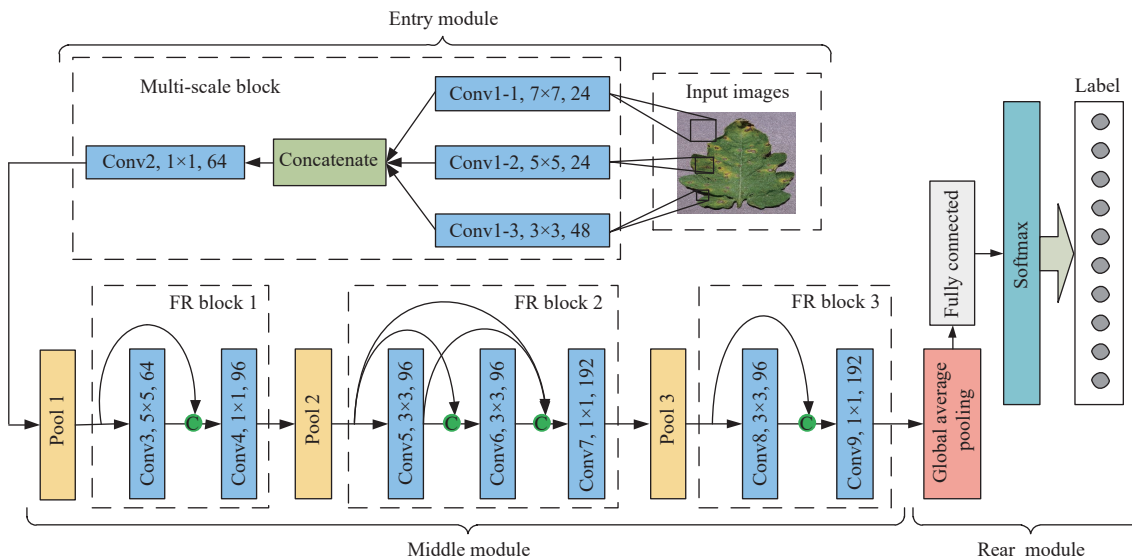 Entry module
Multi-scale block
Input images
Conv1-1, 7×7, 24
Conv1-2, 5×5, 24
Conv1-3, 3×3, 48
Concatenate
Conv2, 1×1, 64
FR block 1
FR block 2
FR block 3
Pool 1
Conv3, 5×5, 64
C
Conv4, 1×1, 96
Pool 2
Conv5, 3×3, 96
C
Conv6, 3×3, 96
C
Conv7, 1×1, 192
Pool 3
Conv8, 3×3, 96
C
Conv9, 1×1, 192
Global average
pooling
Fully connected
Softmax
Label
Middle module
Rear module